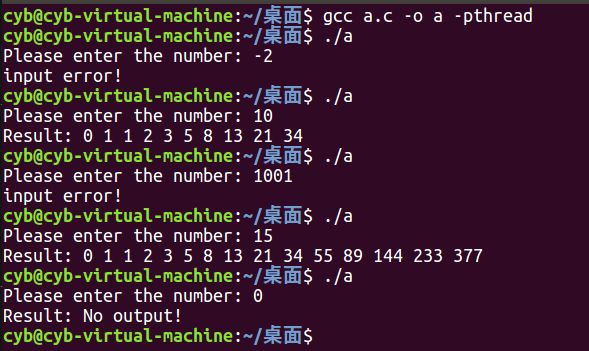 cyb@cyb-virtual-machine:~/桌面$ gcc a.c -o a -pthread
cyb@cyb-virtual-machine:~/桌面$ ./a
Please enter the number: -2
input error!
cyb@cyb-virtual-machine:~/桌面$ ./a
Please enter the number: 10
Result: 0 1 1 2 3 5 8 13 21 34
cyb@cyb-virtual-machine:~/桌面$ ./a
Please enter the number: 1001
input error!
cyb@cyb-virtual-machine:~/桌面$ ./a
Please enter the number: 15
Result: 0 1 1 2 3 5 8 13 21 34 55 89 144 233 377
cyb@cyb-virtual-machine:~/桌面$ ./a
Please enter the number: 0
Result: No output!
cyb@cyb-virtual-machine:~/桌面$